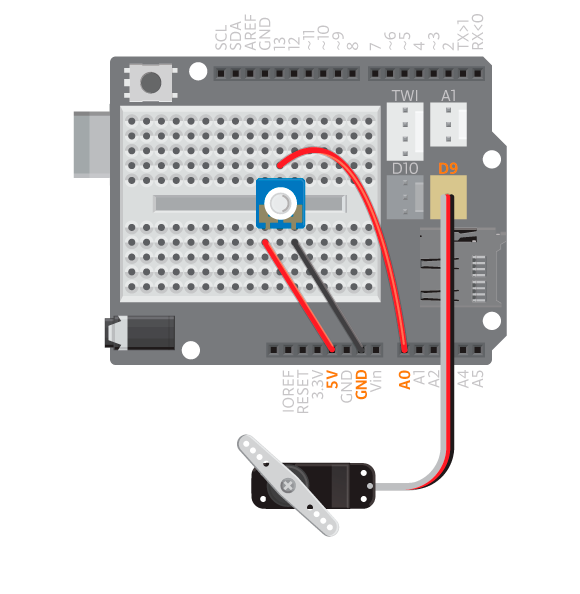 SCL
SDA
AREF
GND
13
12
~11
~10
~9
8
7
~6
~5
4
~3
2
TX>1
RX<0
TWI
A1
D10
D9
IOREF
RESET
3.3V
5V
GND
GND
Vin
A0
A1
A2
A4
A5